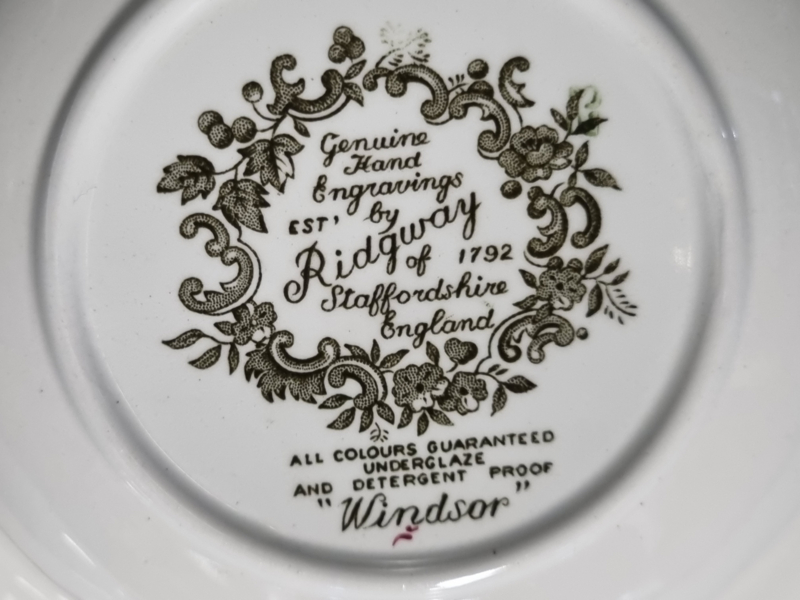 Genuine
Hand
Engravings
EST' by
Ridgway
of 1792
Staffordshire
England
ALL COLOURS GUARANTEED
UNDERGLAZE
AND DETERGENT PROOF
"Windsor"